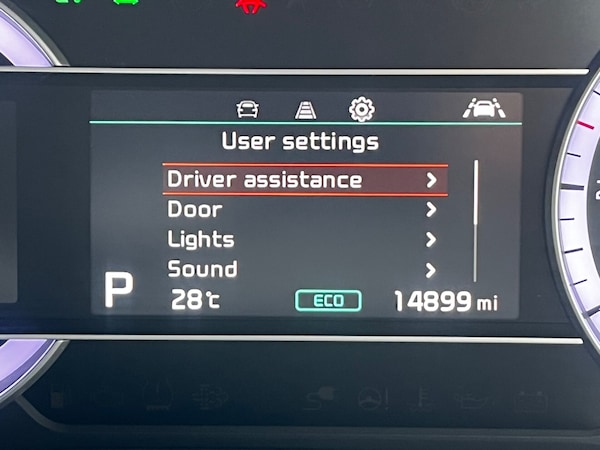 User settings
Driver assistance
Door
Lights
Sound
P 28℃ ECO 14899 mi